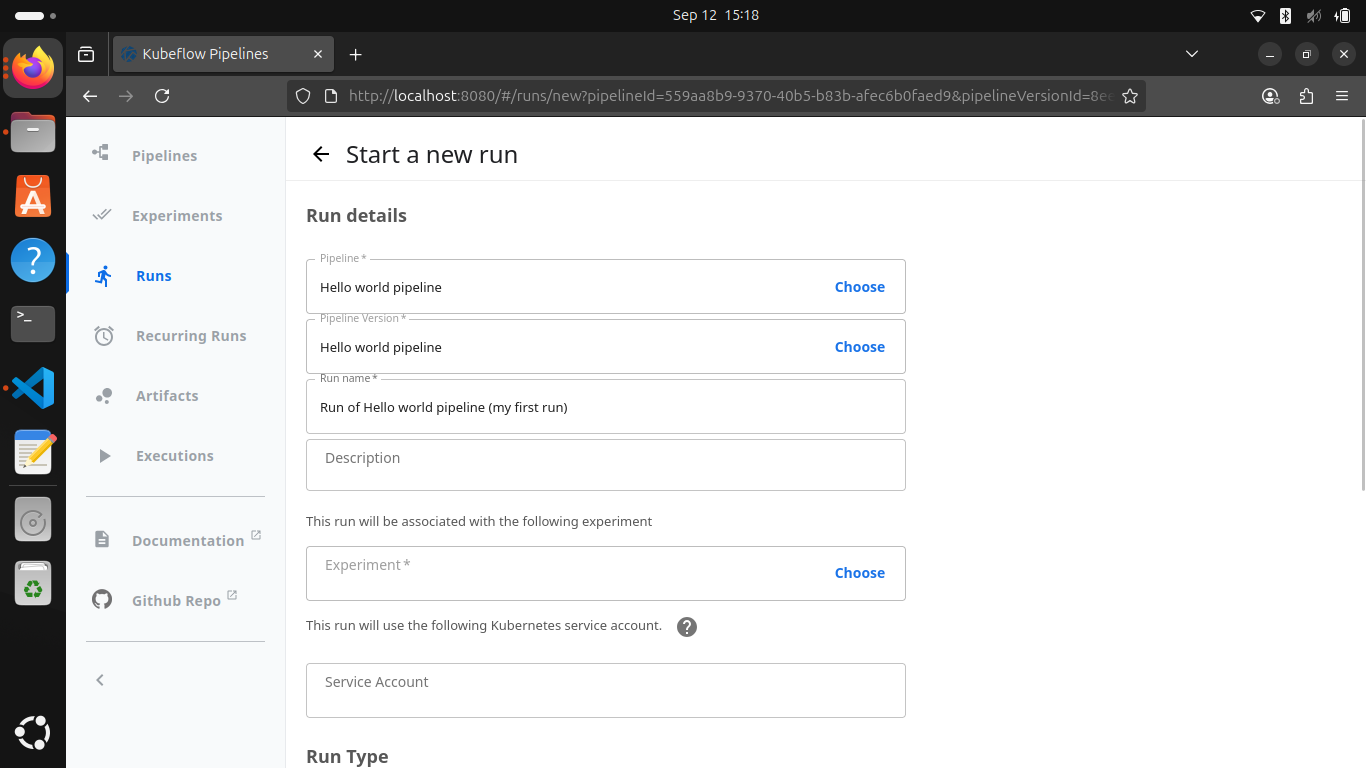 Sep 12 15:18
Kubeflow Pipelines
http://localhost:8080/#/runs/new?pipelineId=559aa8b9-9370-40b5-b83b-afec6b0faed9&pipelineVersionId=8ee
Pipelines
Experiments
Runs
Recurring Runs
Artifacts
Executions
Documentation
Github Repo
Start a new run
Run details
Pipeline *
Hello world pipeline
Choose
Pipeline Version *
Hello world pipeline
Choose
Run name *
Run of Hello world pipeline (my first run)
Description
This run will be associated with the following experiment
Experiment *
Choose
This run will use the following Kubernetes service account.
Service Account
Run Type